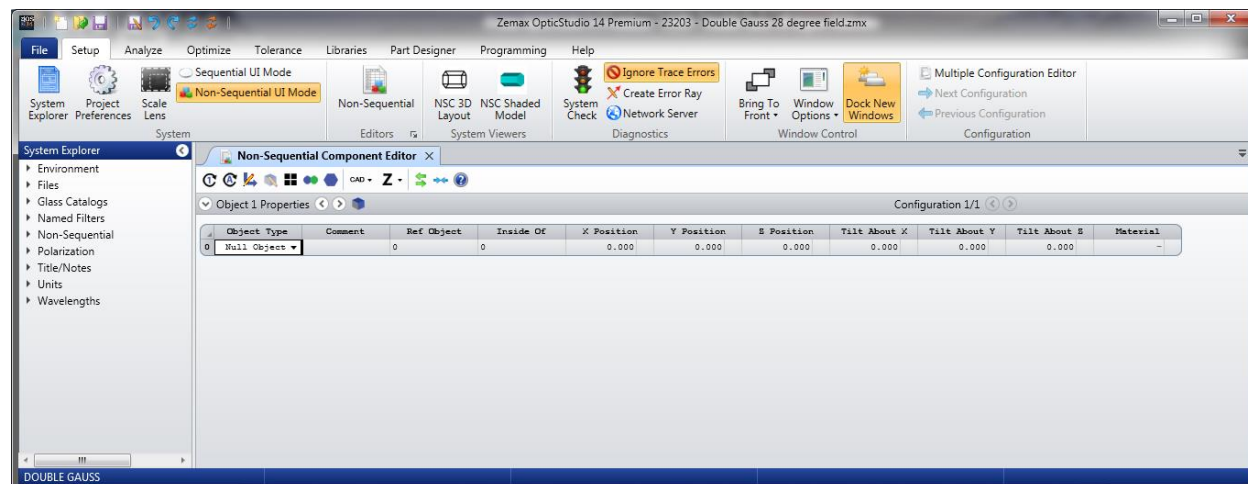 Zemax OpticStudio 14 Premium - 23203 - Double Gauss 28 degree field.zmx
File Setup Analyze Optimize Tolerance Libraries Part Designer Programming Help
System Explorer
Project Preferences
Scale Lens
Sequential UI Mode
Non-Sequential UI Mode
System
Non-Sequential
Editors
NSC 3D Layout
NSC Shaded Model
System Viewers
System Check
Ignore Trace Errors
Create Error Ray
Network Server
Diagnostics
Bring To Front
Window Options
Dock New Windows
Window Control
Multiple Configuration Editor
Next Configuration
Previous Configuration
Configuration
System Explorer
Environment
Files
Glass Catalogs
Named Filters
Non-Sequential
Polarization
Title/Notes
Units
Wavelengths
Non-Sequential Component Editor
CAD Z
Object 1 Properties
Configuration 1/1
Object Type Comment Ref Object Inside Of X Position Y Position Z Position Tilt About X Tilt About Y Tilt About Z Material
0 Null Object 0 0 0.000 0.000 0.000 0.000 0.000 0.000 -
DOUBLE GAUSS